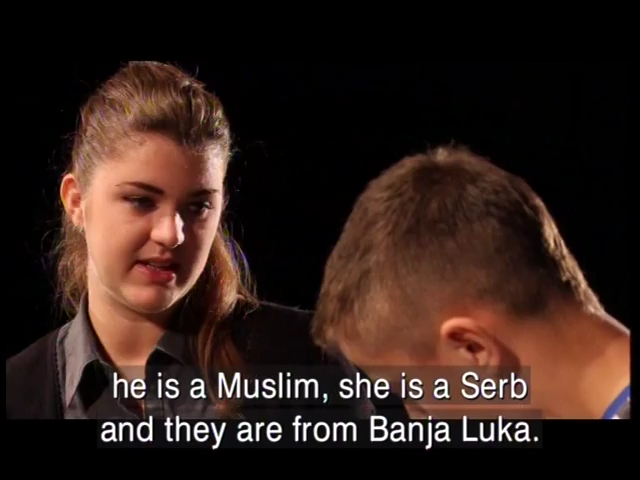 he is a Muslim, she is a Serb
and they are from Banja Luka.